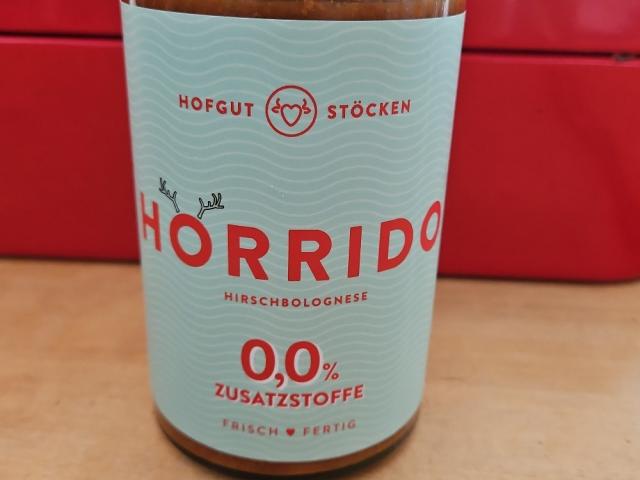 HOFGUT STÖCKEN
HORRIDO
HIRSCHBOLOGNESE
0,0%
ZUSATZSTOFFE
FRISCH ♥ FERTIG